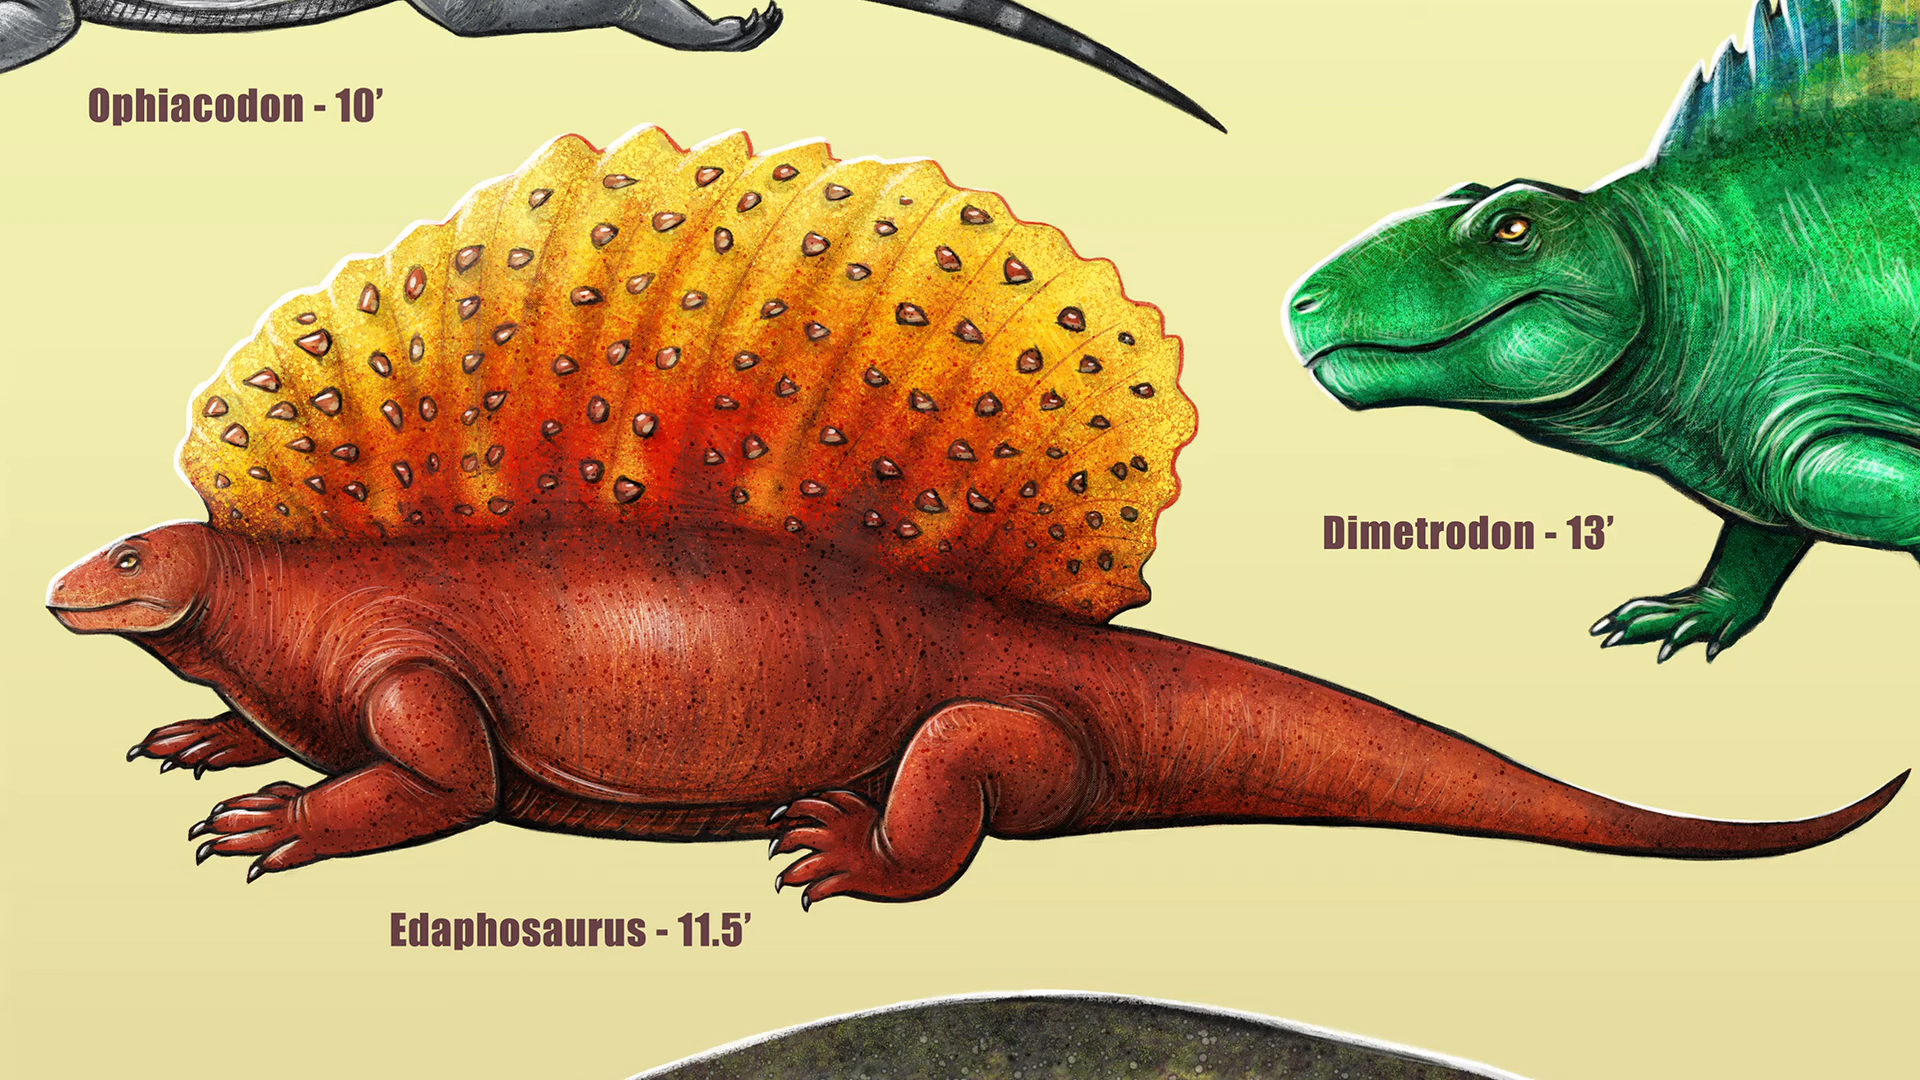 Ophiacodon - 10’
Dimetrodon - 13’
Edaphosaurus - 11.5’